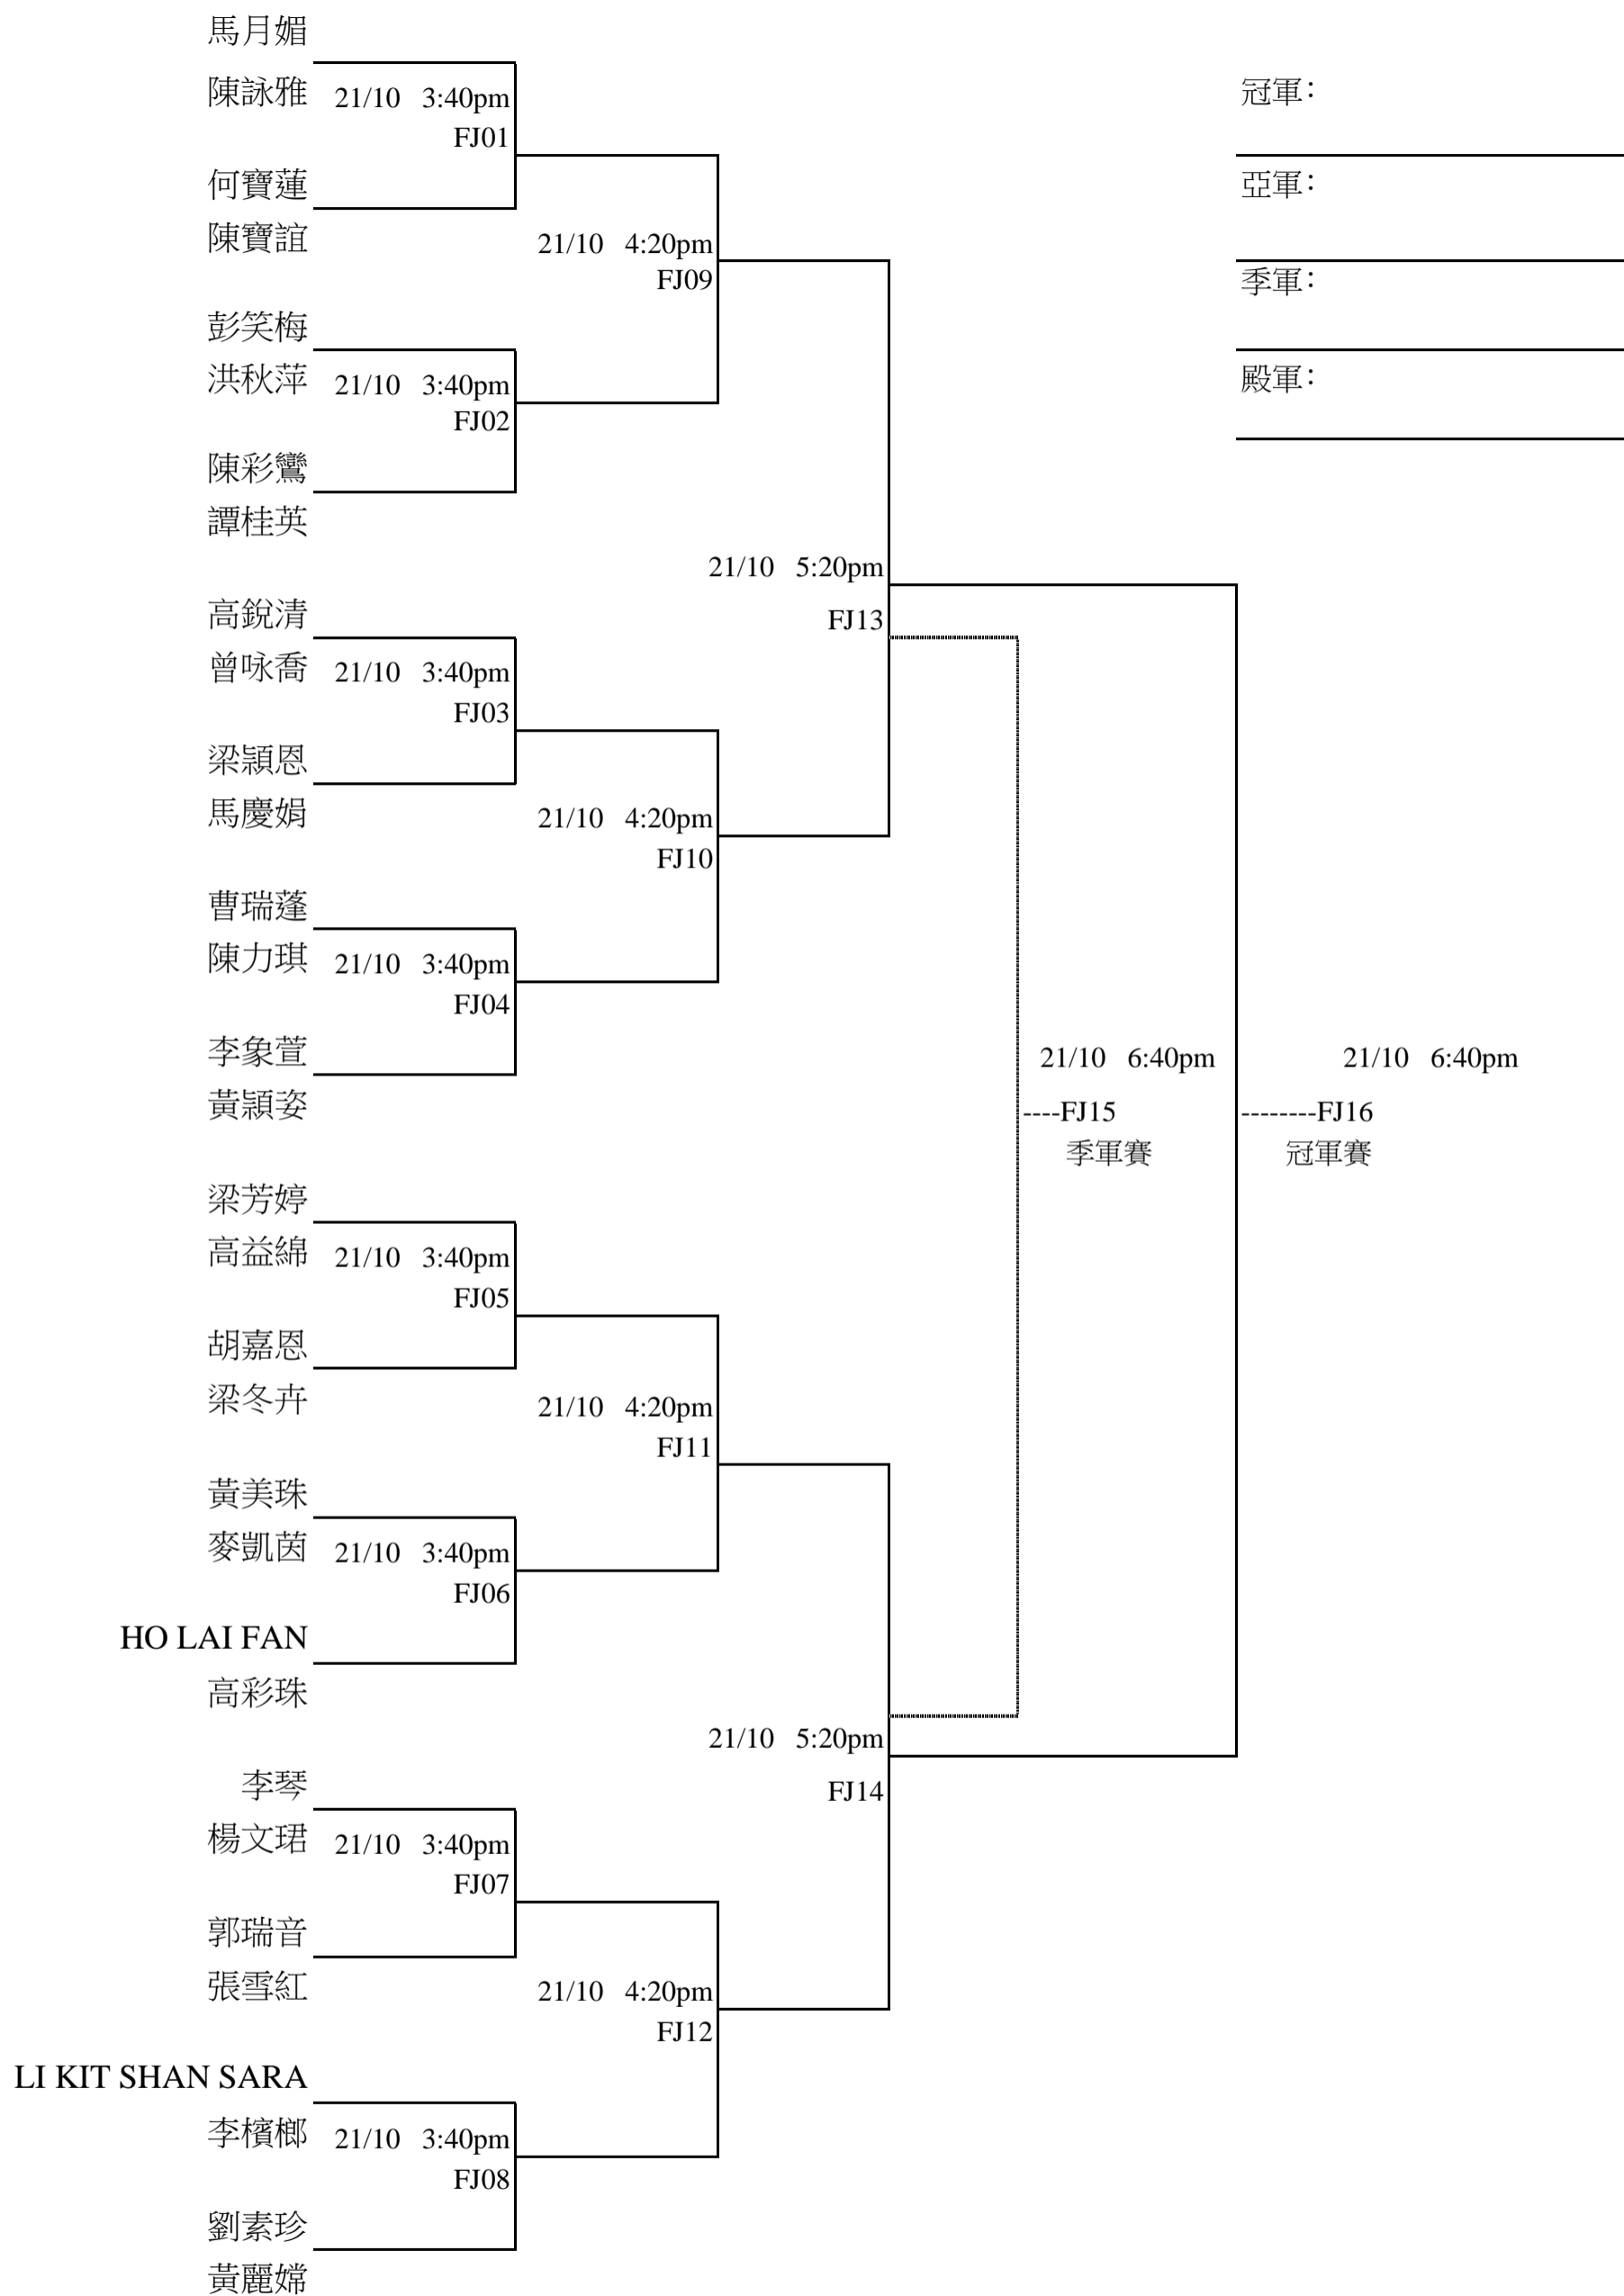 馬月媚
陳詠雅 21/10 3:40pm
冠軍：
FJ01
何寶蓮
亞軍：
陳寶誼 21/10 4:20pm
FJ09
季軍：
彭笑梅
洪秋萍 21/10 3:40pm
殿軍：
FJ02
陳彩鸞
譚桂英
21/10 5:20pm
高銳清
FJ13
曾咏喬 21/10 3:40pm
FJ03
梁顈恩
馬慶娟 21/10 4:20pm
FJ10
曹瑞蓬
陳力琪 21/10 3:40pm
FJ04
李象萱
21/10 6:40pm
21/10 6:40pm
黃顈姿
----FJ15
--------FJ16
季軍賽
冠軍賽
梁芳婷
高益綿 21/10 3:40pm
FJ05
胡嘉恩
梁冬卉 21/10 4:20pm
FJ11
黃美珠
麥凱茵 21/10 3:40pm
FJ06
HO LAI FAN
高彩珠
21/10 5:20pm
李琴
FJ14
楊文珺 21/10 3:40pm
FJ07
郭瑞音
張雪紅 21/10 4:20pm
FJ12
LI KIT SHAN SARA
李檳榔 21/10 3:40pm
FJ08
劉素珍
黃麗嫦